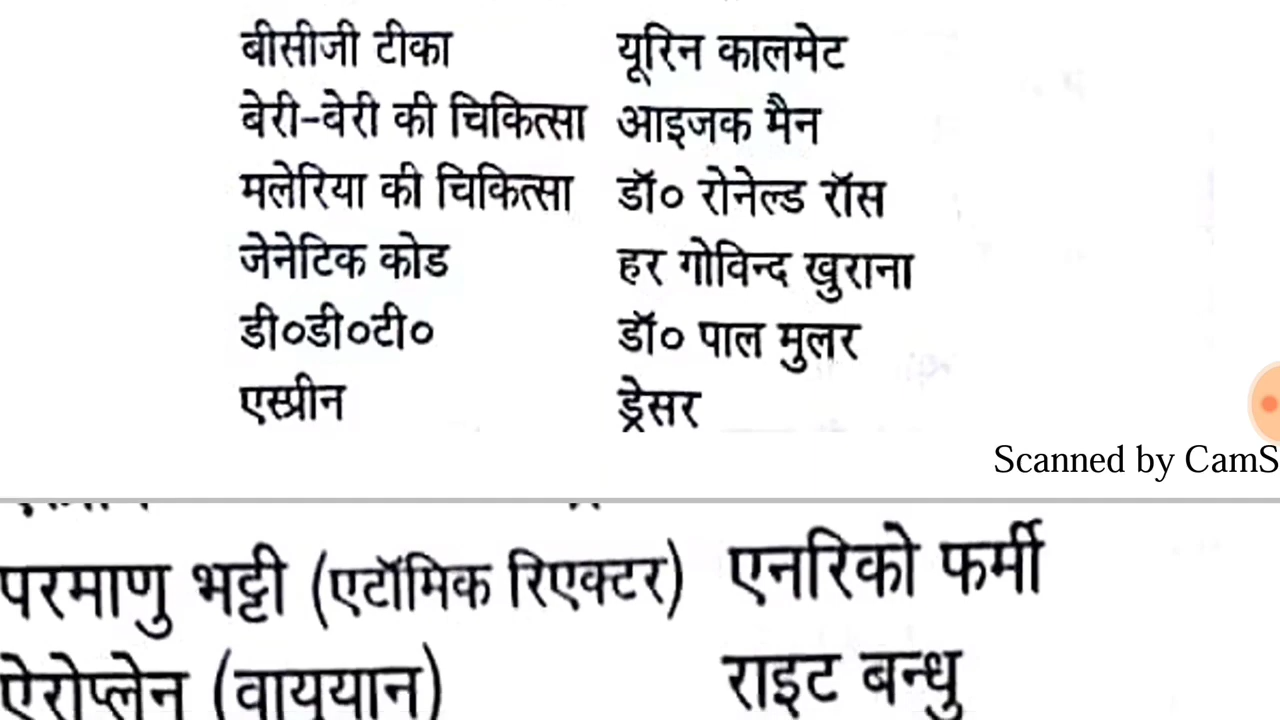 बीसीजी टीका यूरिन कालमेट
बेरी-बेरी की चिकित्सा आइजक मैन
मलेरिया की चिकित्सा डॉ० रोनेल्ड रॉस
जेनेटिक कोड हर गोविन्द खुराना
डी०डी०टी० डॉ० पाल मुलर
एस्प्रीन ड्रेसर
Scanned by CamS
परमाणु भट्टी (एटॉमिक रिएक्टर) एनरिको फर्मी
ऐरोप्लेन (वायुयान) राइट बन्धु